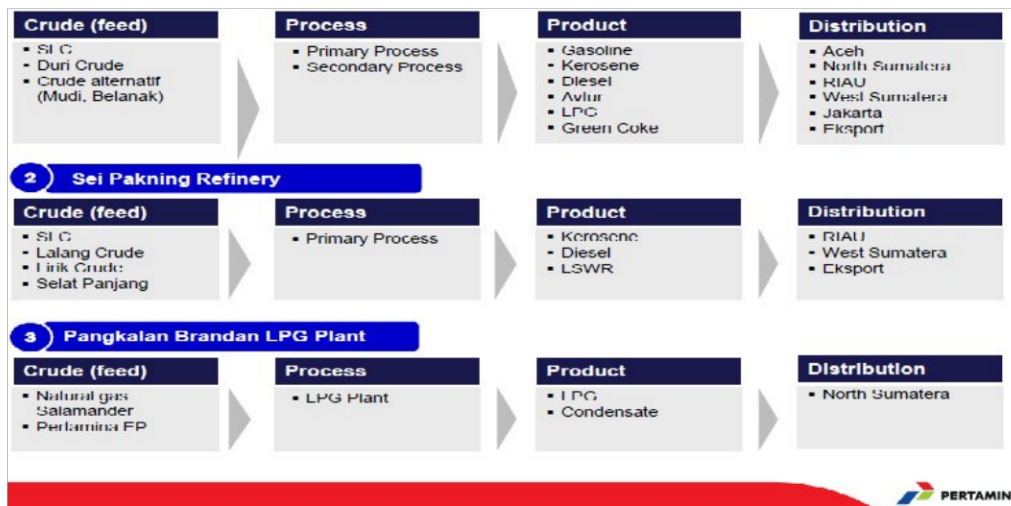 Crude (feed)
SLC
Duri Crude
Crude alternatif
(Mudi, Belanak)
Process
Primary Process
Secondary Process
Product
Gasoline
Kerosene
Diesel
Avtur
LPG
Green Coke
Distribution
Aceh
North Sumatera
RIAU
West Sumatera
Jakarta
Eksport
2 Sei Pakning Refinery
Crude (feed)
SLC
Lalang Crude
Lirik Crude
Selat Panjang
Process
Primary Process
Product
Kerosene
Diesel
LSWR
Distribution
RIAU
West Sumatera
Eksport
3 Pangkalan Brandan LPG Plant
Crude (feed)
Natural gas
Salamander
Pertamina EP
Process
LPG Plant
Product
LPG
Condensate
Distribution
North Sumatera
PERTAMIN